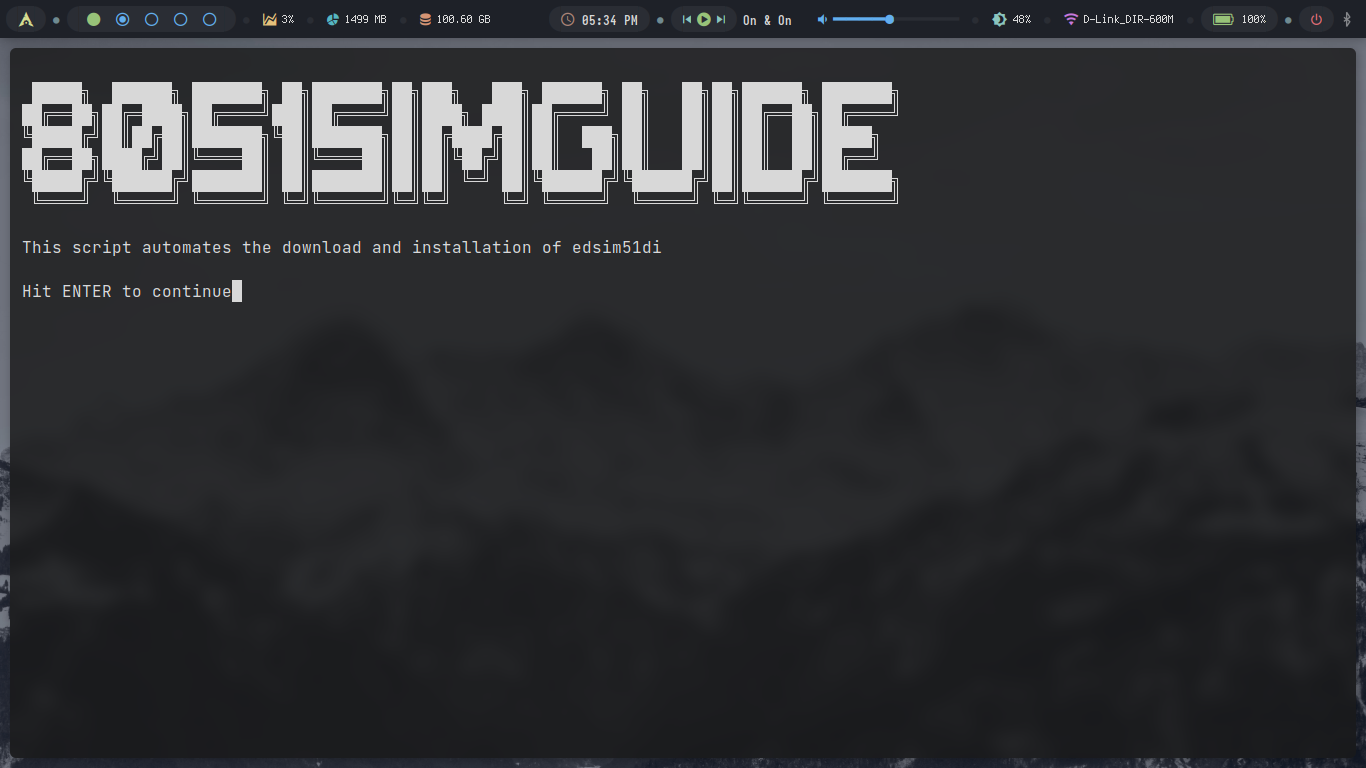 3% 1499 MB 100.60 GB 05:34 PM On & On 48% D-Link_DIR-600M 100%
8051SIMGUIDE
This script automates the download and installation of edsim51di
Hit ENTER to continue